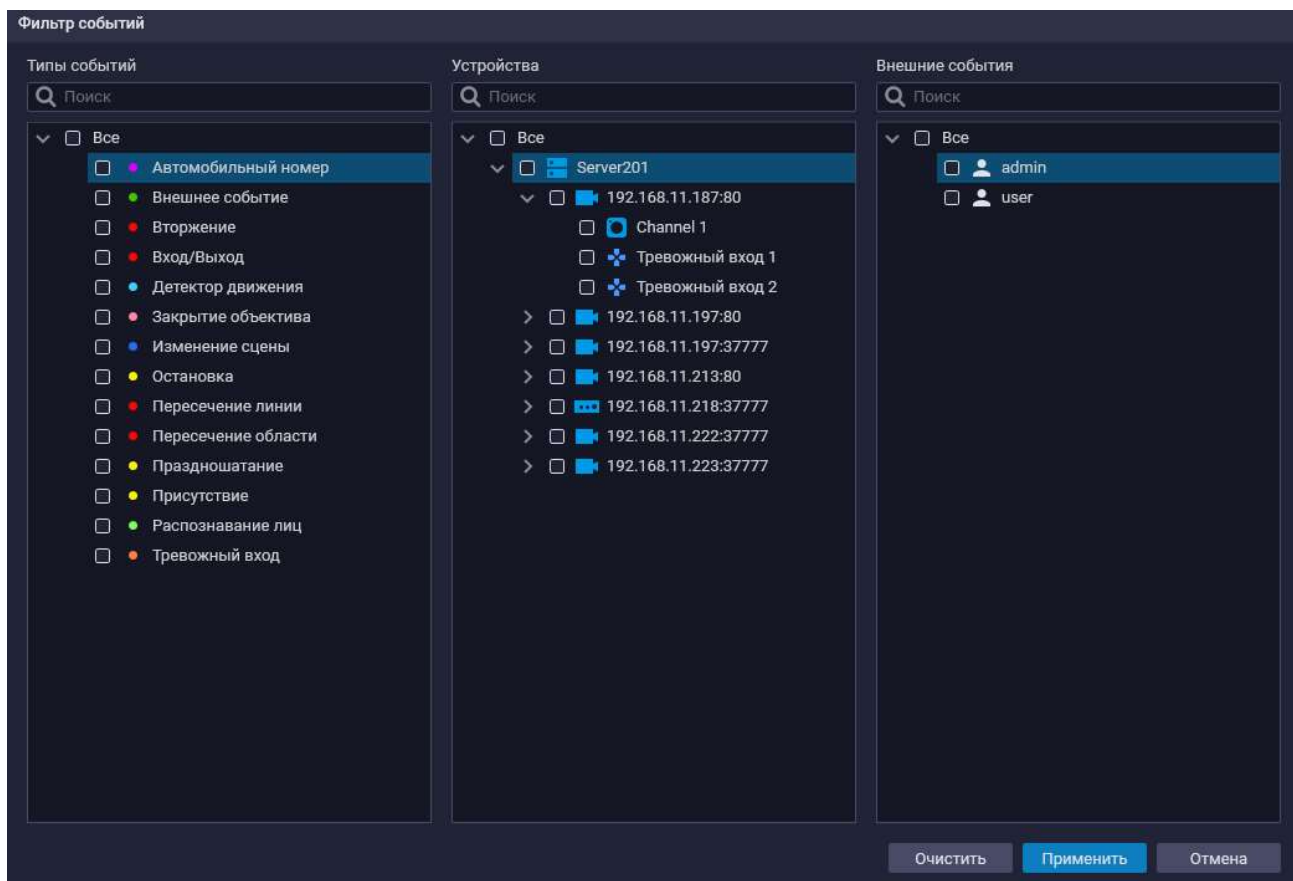 Фильтр событий
Типы событий
Поиск
Все
Автомобильный номер
Внешнее событие
Вторжение
Вход/Выход
Детектор движения
Закрытие объектива
Изменение сцены
Остановка
Пересечение линии
Пересечение области
Праздношатание
Присутствие
Распознавание лиц
Тревожный вход
Устройства
Поиск
Все
Server201
192.168.11.187:80
Channel 1
Тревожный вход 1
Тревожный вход 2
192.168.11.197:80
192.168.11.197:37777
192.168.11.213:80
192.168.11.218:37777
192.168.11.222:37777
192.168.11.223:37777
Внешние события
Поиск
Все
admin
user
Очистить
Применить
Отмена